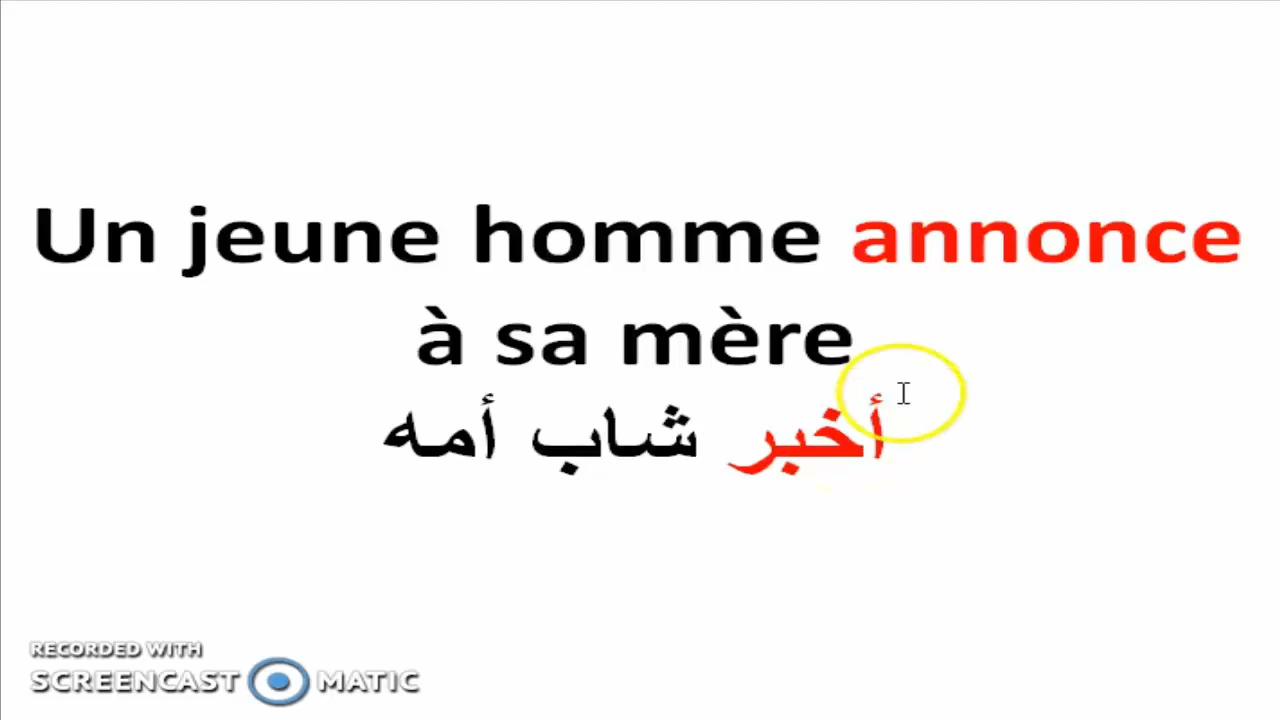 Un jeune homme annonce
à sa mère
أخبر شاب أمه
RECORDED WITH
SCREENCAST MATIC